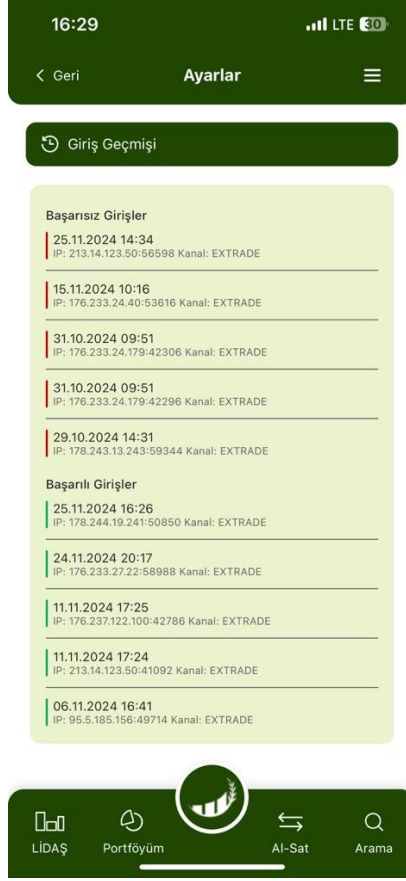 16:29
LTE 30
Geri
Ayarlar
Giriş Geçmişi
Başarısız Girişler
25.11.2024 14:34
IP: 213.14.123.50:56598 Kanal: EXTRADE
15.11.2024 10:16
IP: 176.233.24.40:53616 Kanal: EXTRADE
31.10.2024 09:51
IP: 176.233.24.179:42306 Kanal: EXTRADE
31.10.2024 09:51
IP: 176.233.24.179:42296 Kanal: EXTRADE
29.10.2024 14:31
IP: 178.243.13.243:59344 Kanal: EXTRADE
Başarılı Girişler
25.11.2024 16:26
IP: 178.244.19.241:50850 Kanal: EXTRADE
24.11.2024 20:17
IP: 176.233.27.22:58988 Kanal: EXTRADE
11.11.2024 17:25
IP: 176.237.122.100:42786 Kanal: EXTRADE
11.11.2024 17:24
IP: 213.14.123.50:41092 Kanal: EXTRADE
06.11.2024 16:41
IP: 95.5.185.156:49714 Kanal: EXTRADE
LİDAŞ
Portföyüm
Al-Sat
Arama